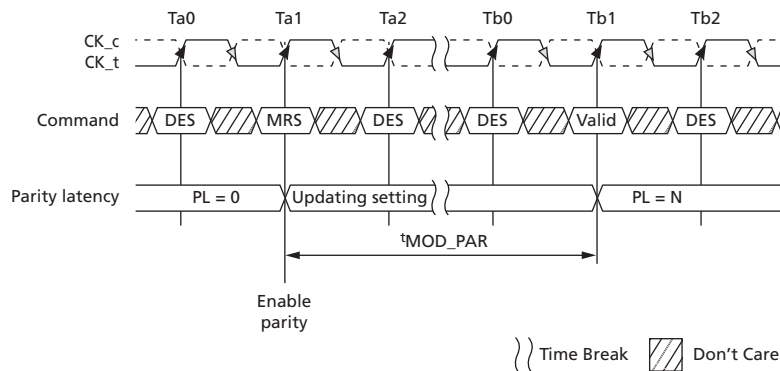 Ta0 Ta1 Ta2 Tb0 Tb1 Tb2
CK_c
CK_t
Command DES MRS DES DES Valid DES
Parity latency PL = 0 Updating setting PL = N
tMOD_PAR
Enable
parity
Time Break Don't Care